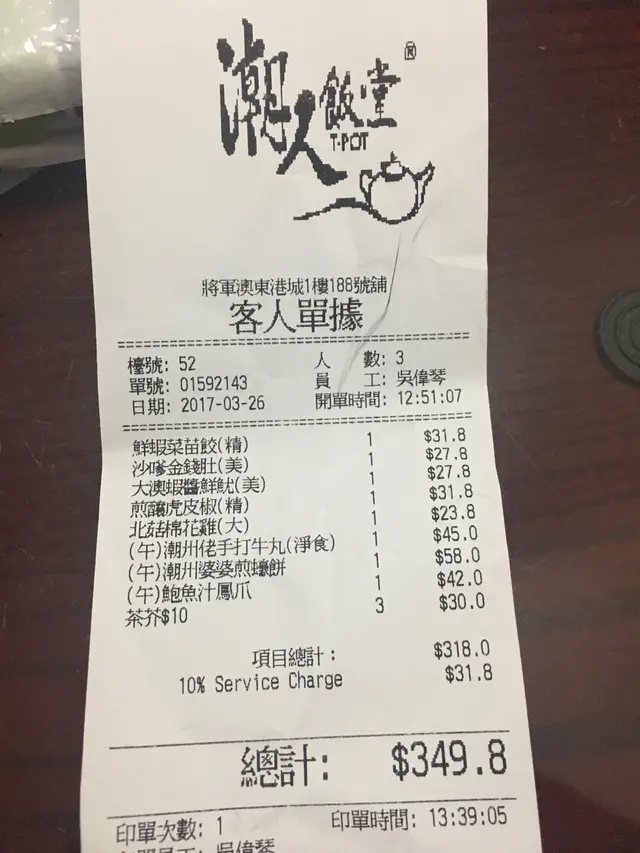 潮人飯堂®
T-POT
將軍澳東港城1樓188號舖
客人單據
檯號: 52 人 數: 3
單號: 01592143 員 工: 吳偉琴
日期: 2017-03-26 開單時間: 12:51:07
鮮蝦菜苗餃(精) 1 $31.8
沙嗲金錢肚(美) 1 $27.8
大澳蝦醬鮮魷(美) 1 $27.8
煎釀虎皮椒(精) 1 $31.8
北菇棉花雞(大) 1 $23.8
(午)潮州佬手打牛丸(淨食) 1 $45.0
(午)潮州婆婆煎蠔餅 1 $58.0
(午)鮑魚汁鳳爪 1 $42.0
茶芥$10 3 $30.0
項目總計: $318.0
10% Service Charge $31.8
總計: $349.8
印單次數: 1 印單時間: 13:39:05
吳偉琴